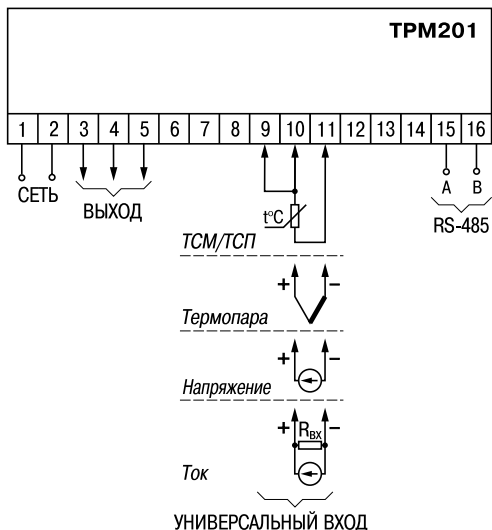 ТРМ201
1 2 3 4 5 6 7 8 9 10 11 12 13 14 15 16
СЕТЬ
ВЫХОД
A B
RS-485
t°C
ТСМ/ТСП
+ −
Термопара
+ −
Напряжение
+ Rвх −
Ток
УНИВЕРСАЛЬНЫЙ ВХОД